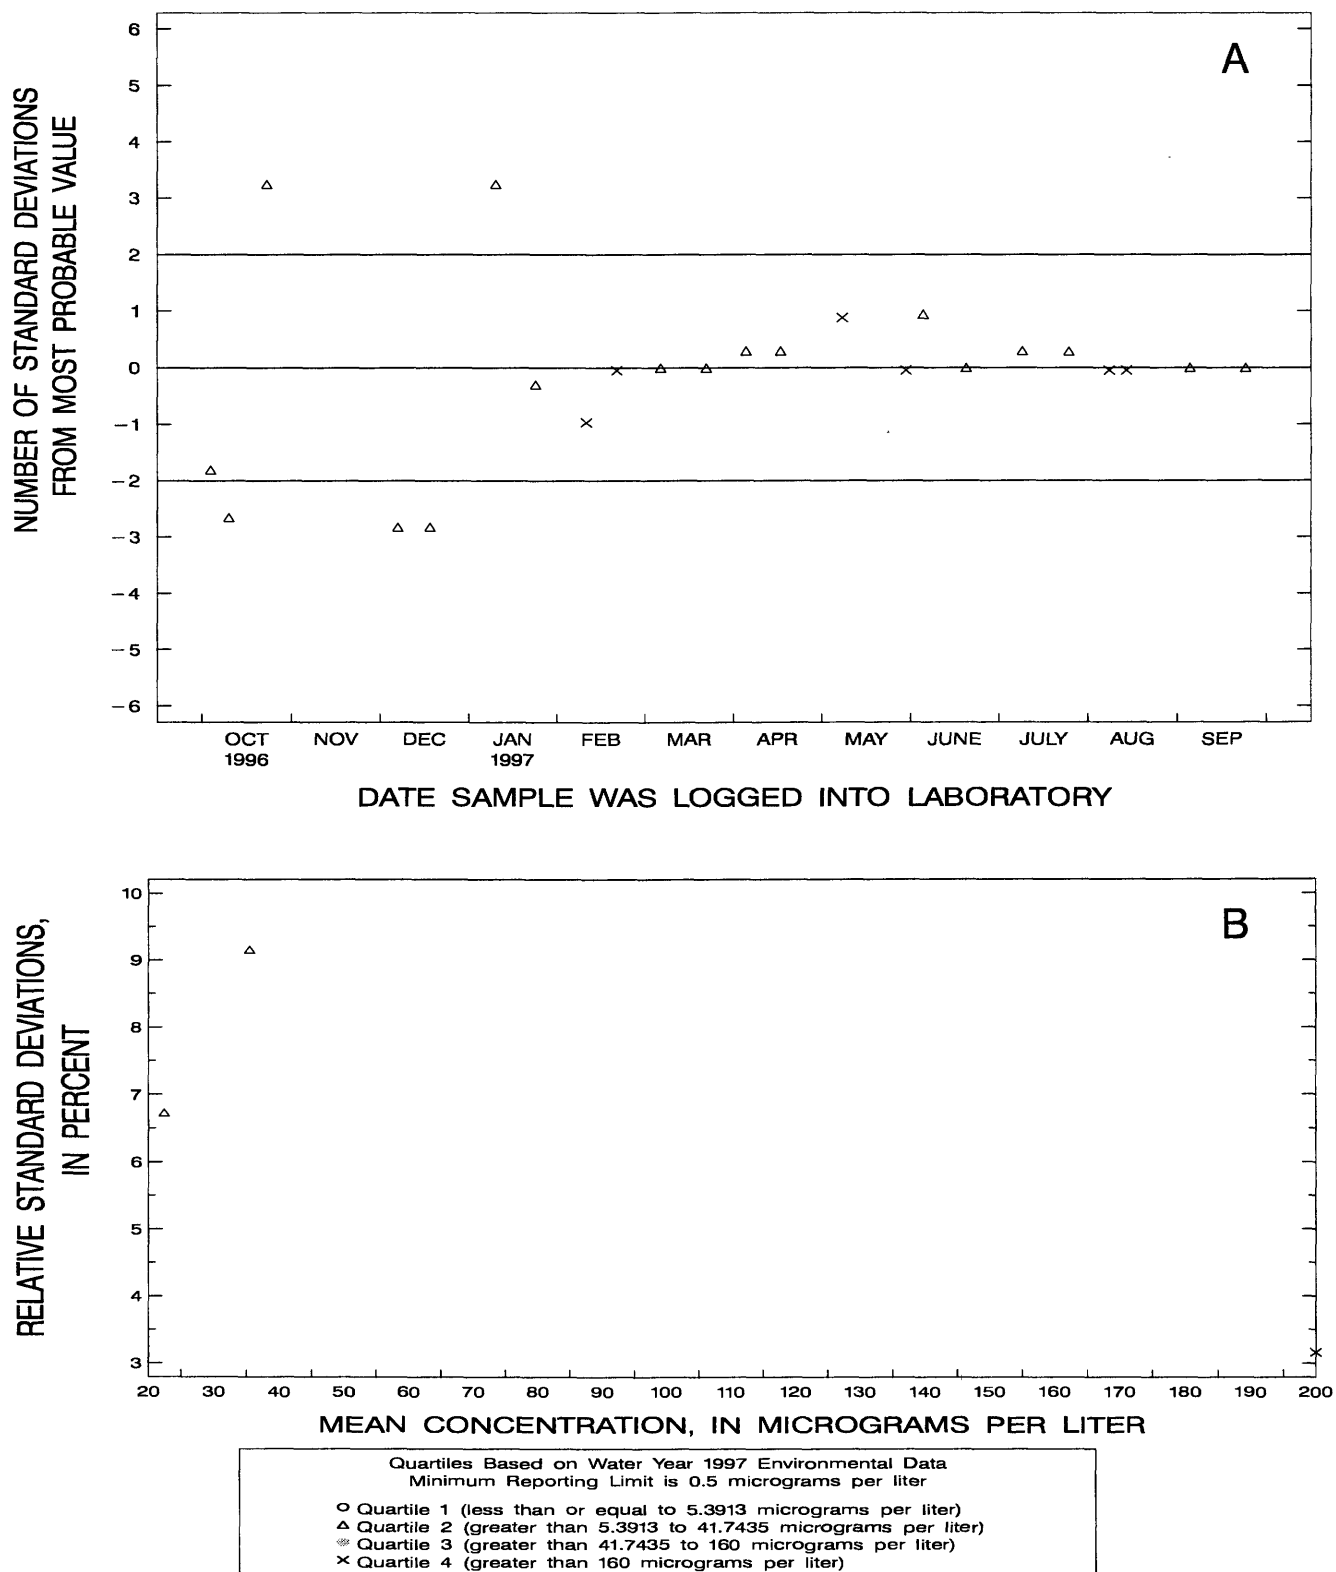 A
NUMBER OF STANDARD DEVIATIONS
FROM MOST PROBABLE VALUE
6
5
4
3
2
1
0
−1
−2
−3
−4
−5
−6
OCT NOV DEC JAN FEB MAR APR MAY JUNE JULY AUG SEP
1996 1997
DATE SAMPLE WAS LOGGED INTO LABORATORY
B
RELATIVE STANDARD DEVIATIONS,
IN PERCENT
10
9
8
7
6
5
4
3
20 30 40 50 60 70 80 90 100 110 120 130 150 160 170 180 190 200
MEAN CONCENTRATION, IN MICROGRAMS PER LITER
Quartiles Based on Water Year 1997 Environmental Data
Minimum Reporting Limit is 0.5 micrograms per liter
Quartile 1 (less than or equal to 5.3913 micrograms per liter)
Quartile 2 (greater than 5.3913 to 41.7435 micrograms per liter)
Quartile 3 (greater than 41.7435 to 160 micrograms per liter)
Quartile 4 (greater than 160 micrograms per liter)